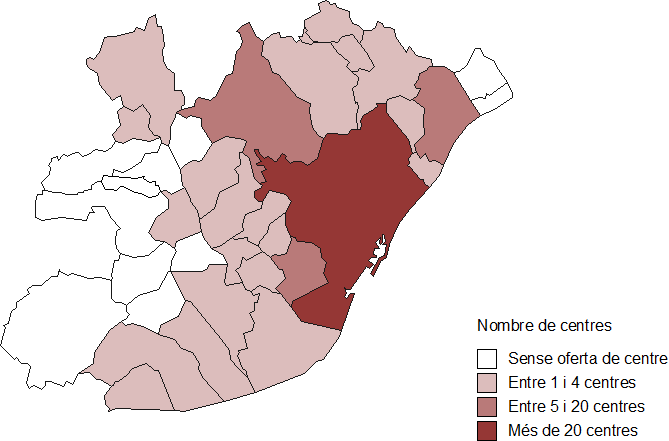 Nombre de centres
Sense oferta de centre
Entre 1 i 4 centres
Entre 5 i 20 centres
Més de 20 centres